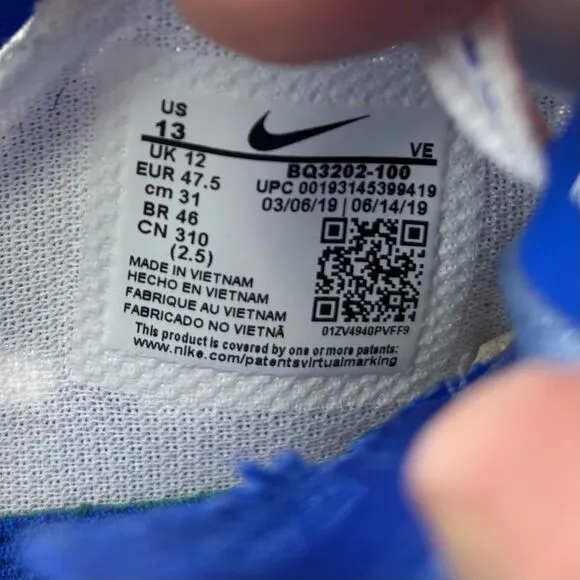 US
13
VE
UK 12
EUR 47.5
cm 31
BR 46
CN 310
(2.5)
BQ3202-100
UPC 00193145399419
03/06/19 | 06/14/19
01ZV4940PVFF9
MADE IN VIETNAM
HECHO EN VIETNAM
FABRIQUE AU VIETNAM
FABRICADO NO VIETNÃ
This product is covered by one or more patents:
www.nike.com/patentsvirtualmarking